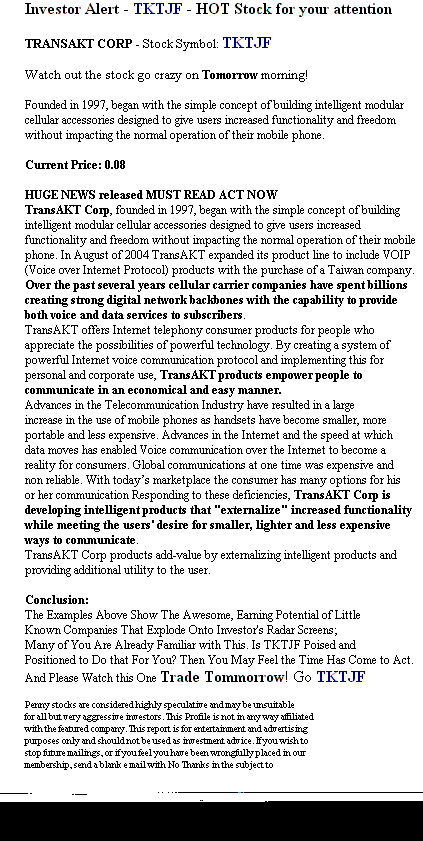 Investor Alert - TKTJF - HOT Stock for your attention
TRANSAKT CORP - Stock Symbol: TKTJF
Watch out the stock go crazy on Tomorrow morning!
Founded in 1997, began with the simple concept of building intelligent modular
cellular accessories designed to give users increased functionality and freedom
without impacting the normal operation of their mobile phone.
Current Price: 0.08
HUGE NEWS released MUST READ ACT NOW
TransAKT Corp, founded in 1997, began with the simple concept of building
intelligent modular cellular accessories designed to give users increased
functionality and freedom without impacting the normal operation of their mobile
phone. In August of 2004 TransAKT expanded its product line to include VOIP
(Voice over Internet Protocol) products with the purchase of a Taiwan company.
Over the past several years cellular carrier companies have spent billions
creating strong digital network backbones with the capability to provide
both voice and data services to subscribers.
TransAKT offers Internet telephony consumer products for people who
appreciate the possibilities of powerful technology. By creating a system of
powerful Internet voice communication protocol and implementing this for
personal and corporate use, TransAKT products empower people to
communicate in an economical and easy manner.
Advances in the Telecommunication Industry have resulted in a large
increase in the use of mobile phones as handsets have become smaller, more
portable and less expensive. Advances in the Internet and the speed at which
data moves has enabled Voice communication over the Internet to become a
reality for consumers. Global communications at one time was expensive and
non reliable. With today's marketplace the consumer has many options for his
or her communication Responding to these deficiencies, TransAKT Corp is
developing intelligent products that "externalize" increased functionality
while meeting the users' desire for smaller, lighter and less expensive
ways to communicate.
TransAKT Corp products add-value by externalizing intelligent products and
providing additional utility to the user.
Conclusion:
The Examples Above Show The Awesome, Earning Potential of Little
Known Companies That Explode Onto Investor's Radar Screens;
Many of You Are Already Familiar with This. Is TKTJF Poised and
Positioned to Do that For You? Then You May Feel the Time Has Come to Act.
And Please Watch this One Trade Tommorrow! Go TKTJF
Penny stocks are considered highly speculative and may be unsuitable
for all but very aggressive investors. This Profile is not in any way affiliated
with the featured company. This report is for entertainment and advertising
purposes only and should not be used as investment advice. If you wish to
stop future mailings, or if you feel you have been wrongfully placed in our
membership, send a blank e mail with No Thanks in the subject to